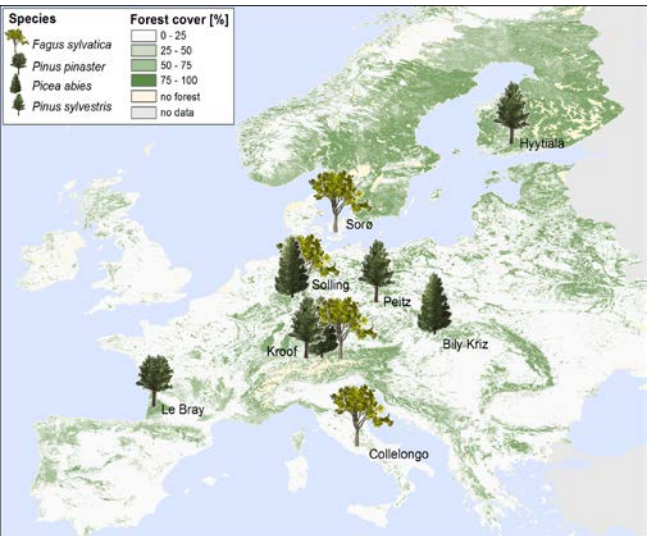 Species
Fagus sylvatica
Pinus pinaster
Picea abies
Pinus sylvestris
Forest cover [%]
0 - 25
25 - 50
50 - 75
75 - 100
no forest
no data
Hyytiälä
Sorø
Solling
Peitz
Bily Kriz
Kroof
Le Bray
Collelongo